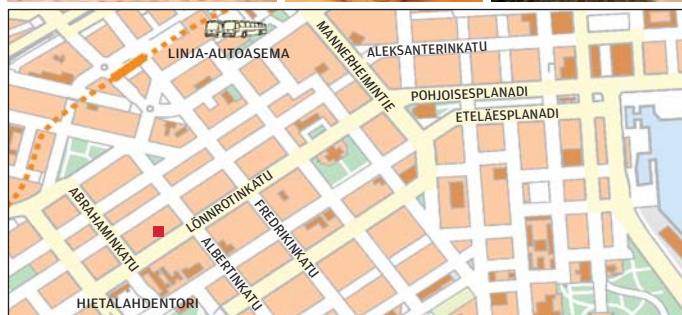 LINJA-AUTOASEMA
MANNERHEIMINTIE
ALEKSANTERINKATU
POHJOISESPLANADI
ETELÄESPLANADI
ABRAHAMINKATU
LÖNNROTINKATU
FREDRIKINKATU
ALBERTINKATU
HIETALAHDENTORI